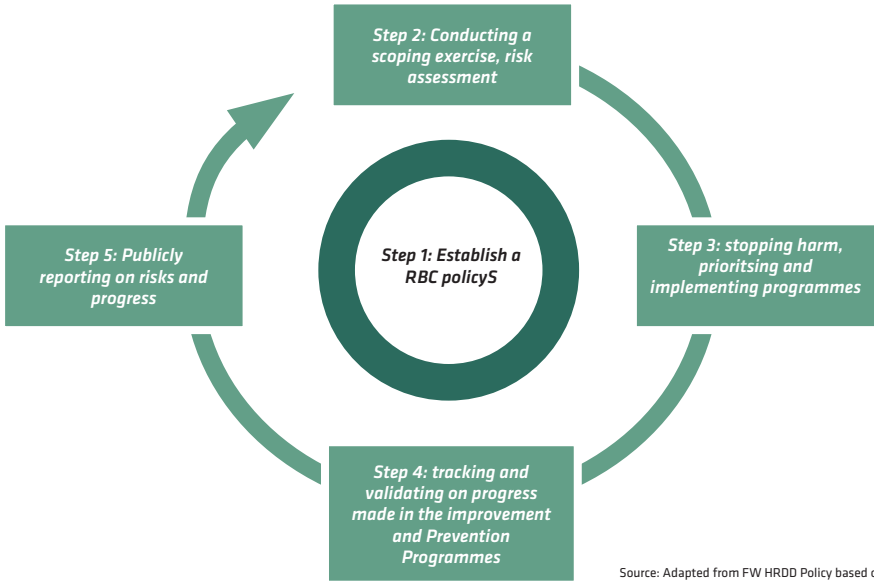 Step 2: Conducting a
scoping exercise, risk
assessment
Step 1: Establish a
RBC policyS
Step 3: stopping harm,
prioritsing and
implementing programmes
Step 4: tracking and
validating on progress
made in the improvement
and Prevention
Programmes
Step 5: Publicly
reporting on risks and
progress
Source: Adapted from FW HRDD Policy based o